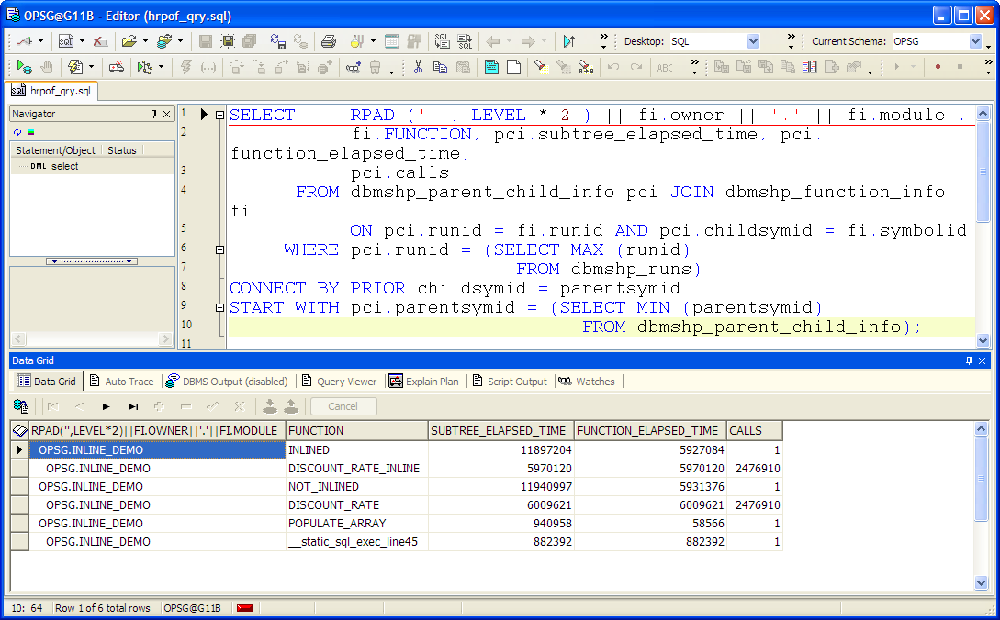 OPSG@G11B - Editor (hrpof_qry.sql)
SQL
SQL
SQL
Desktop: SQL
Current Schema: OPSG
ABC
hrpof_qry.sql
Navigator
Statement/Object Status
DML select
1 SELECT     RPAD (' ', LEVEL * 2 ) || fi.owner || '.' || fi.module ,
2 fi.FUNCTION, pci.subtree_elapsed_time, pci.
function_elapsed_time,
3 pci.calls
4 FROM dbmshp_parent_child_info pci JOIN dbmshp_function_info
fi
5 ON pci.runid = fi.runid AND pci.childsymid = fi.symbolid
6 WHERE pci.runid = (SELECT MAX (runid)
7 FROM dbmshp_runs)
8 CONNECT BY PRIOR childsymid = parentsymid
9 START WITH pci.parentsymid = (SELECT MIN (parentsymid)
10 FROM dbmshp_parent_child_info);
11
Data Grid
Data Grid Auto Trace DBMS Output (disabled) Query Viewer Explain Plan Script Output Watches
Cancel
RPAD('',LEVEL*2)||FI.OWNER||'.'||FI.MODULE FUNCTION SUBTREE_ELAPSED_TIME FUNCTION_ELAPSED_TIME CALLS
OPSG.INLINE_DEMO INLINED 11897204 5927084 1
OPSG.INLINE_DEMO DISCOUNT_RATE_INLINE 5970120 5970120 2476910
OPSG.INLINE_DEMO NOT_INLINED 11940997 5931376 1
OPSG.INLINE_DEMO DISCOUNT_RATE 6009621 6009621 2476910
OPSG.INLINE_DEMO POPULATE_ARRAY 940958 58566 1
OPSG.INLINE_DEMO __static_sql_exec_line45 882392 882392 1
10: 64 Row 1 of 6 total rows OPSG@G11B